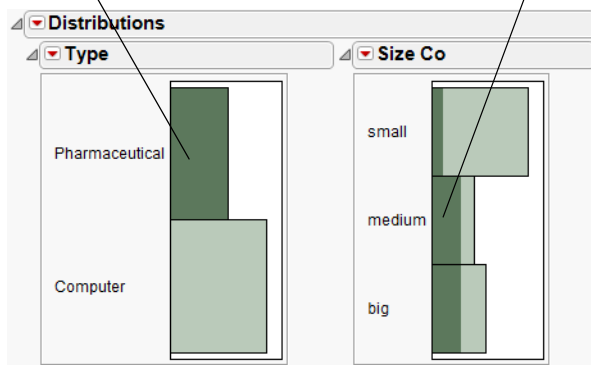 Distributions
Type
Pharmaceutical
Computer
Size Co
small
medium
big